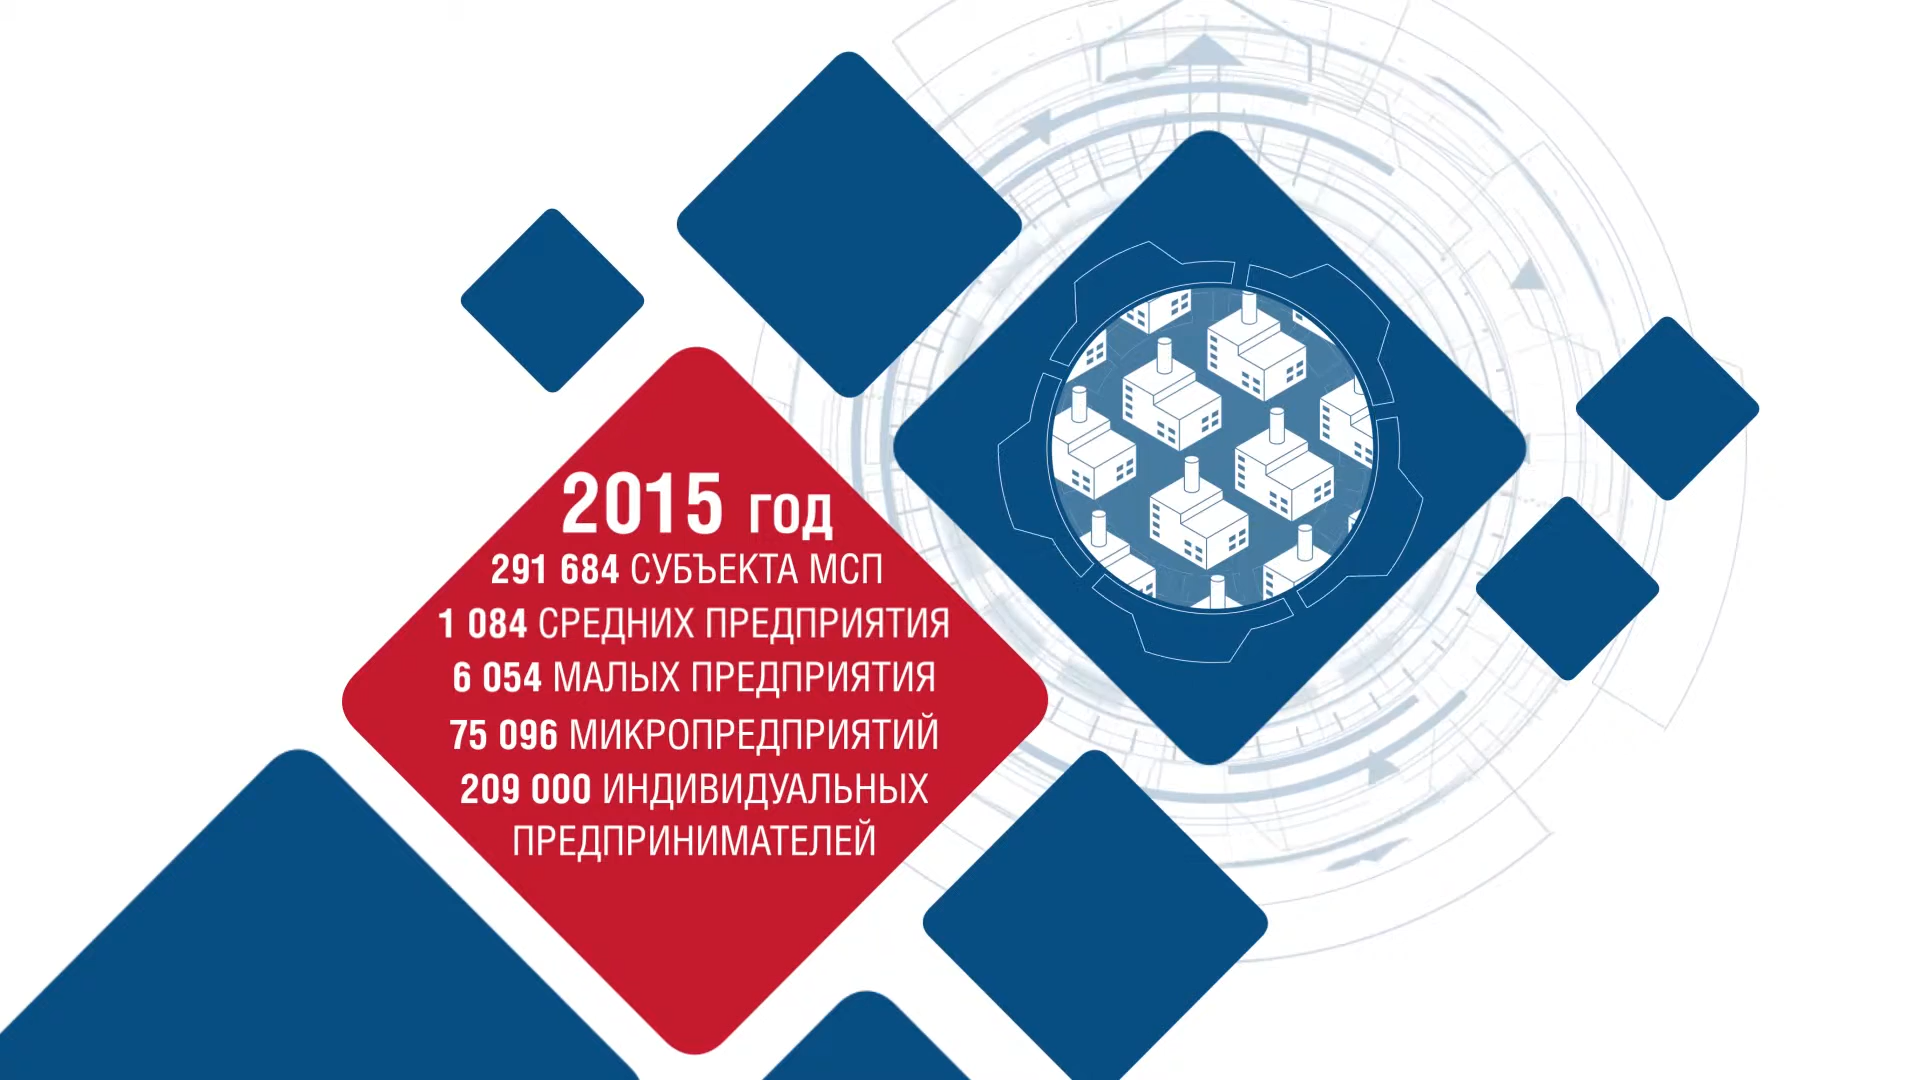 2015 год
291 684 СУБЪЕКТА МСП
1 084 СРЕДНИХ ПРЕДПРИЯТИЯ
6 054 МАЛЫХ ПРЕДПРИЯТИЯ
75 096 МИКРОПРЕДПРИЯТИЙ
209 000 ИНДИВИДУАЛЬНЫХ
ПРЕДПРИНИМАТЕЛЕЙ